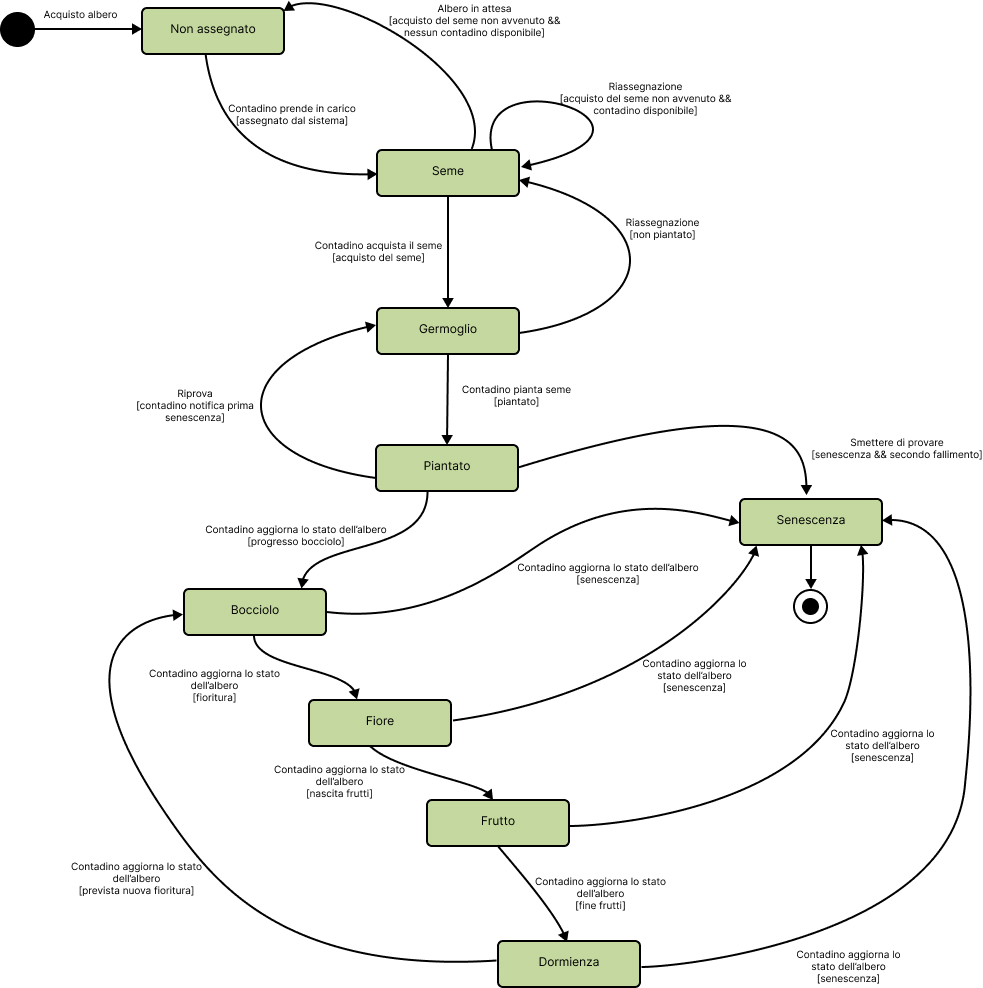 Acquisto albero
Non assegnato
Albero in attesa
[acquisto del seme non avvenuto &&
nessun contadino disponibile]
Contadino prende in carico
[assegnato dal sistema]
Riassegnazione
[acquisto del seme non avvenuto &&
contadino disponibile]
Seme
Riassegnazione
[non piantato]
Contadino acquista il seme
[acquisto del seme]
Germoglio
Riprova
[contadino notifica prima
senescenza]
Contadino pianta seme
[piantato]
Piantato
Smettere di provare
[senescenza && secondo fallimento]
Senescenza
Contadino aggiorna lo stato dell'albero
[progresso bocciolo]
Contadino aggiorna lo stato dell'albero
[senescenza]
Bocciolo
Contadino aggiorna lo stato
dell'albero
[fioritura]
Contadino aggiorna lo
stato dell'albero
[senescenza]
Fiore
Contadino aggiorna lo
stato dell'albero
[senescenza]
Contadino aggiorna lo stato
dell'albero
[nascita frutti]
Frutto
Contadino aggiorna lo stato
dell'albero
[prevista nuova fioritura]
Contadino aggiorna lo stato
dell'albero
[fine frutti]
Dormienza
Contadino aggiorna lo
stato dell'albero
[senescenza]